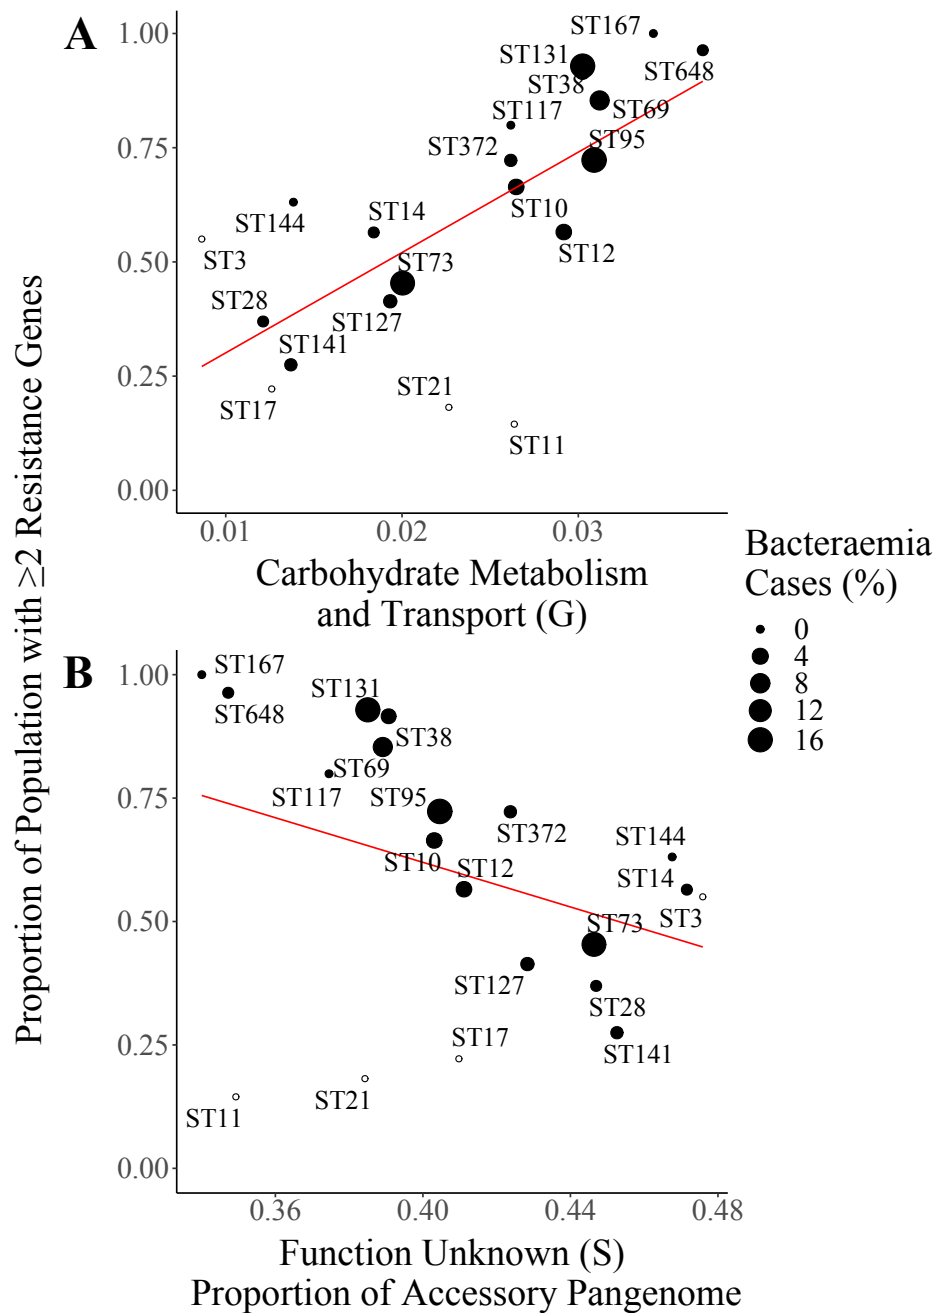 A
1.00
0.75
0.50
0.25
0.00
ST167
ST131
ST648
ST38
ST69
ST117
ST95
ST372
ST10
ST12
ST14
ST144
ST3
ST73
ST28
ST127
ST141
ST21
ST17
ST11
0.01
0.02
0.03
Carbohydrate Metabolism
and Transport (G)
Proportion of Population with ≥2 Resistance Genes
Bacteraemia
Cases (%)
0
4
8
12
16
B
1.00
0.75
0.50
0.25
0.00
ST167
ST131
ST648
ST38
ST69
ST117
ST95
ST372
ST144
ST10
ST12
ST14
ST3
ST73
ST127
ST28
ST17
ST141
ST21
ST11
0.36
0.40
0.44
0.48
Function Unknown (S)
Proportion of Accessory Pangenome